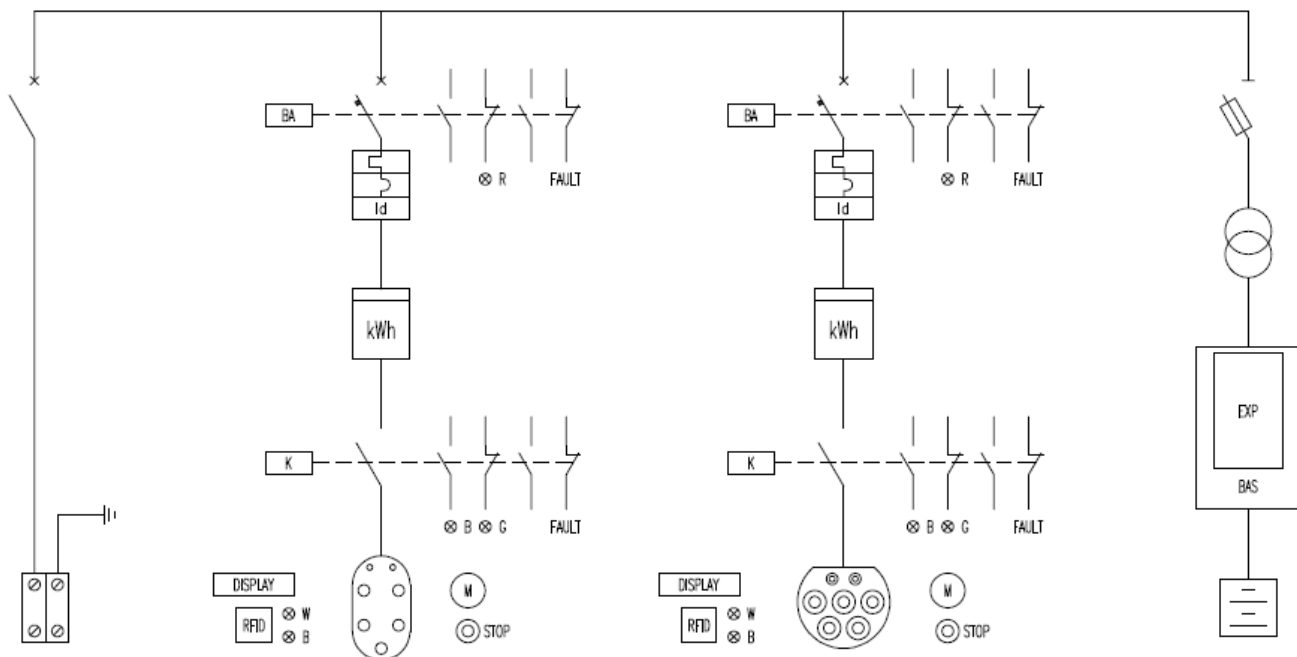 BA
BA
R FAULT
R FAULT
Id
Id
kWh
kWh
EXP
K
K
BAS
B G FAULT
B G FAULT
DISPLAY
M
DISPLAY
M
RFID W
B
STOP
RFID W
B
STOP